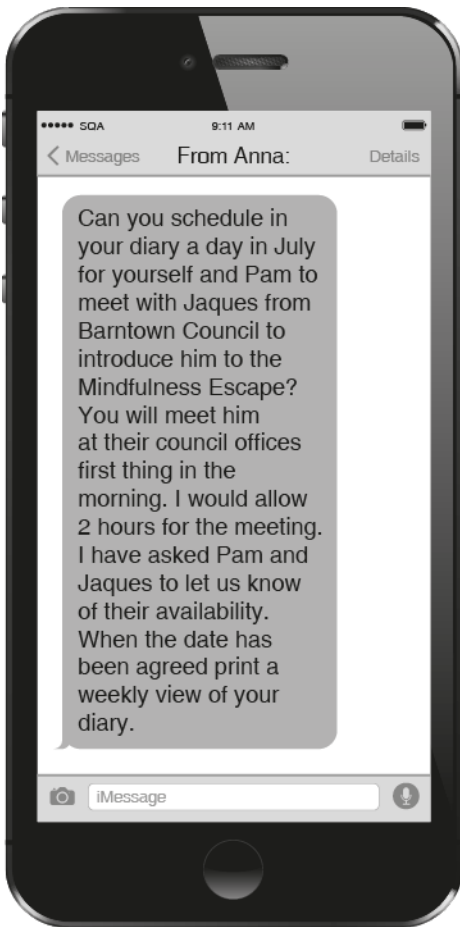 SQA 9:11 AM
Messages From Anna: Details
Can you schedule in
your diary a day in July
for yourself and Pam to
meet with Jaques from
Barntown Council to
introduce him to the
Mindfulness Escape?
You will meet him
at their council offices
first thing in the
morning. I would allow
2 hours for the meeting.
I have asked Pam and
Jaques to let us know
of their availability.
When the date has
been agreed print a
weekly view of your
diary.
iMessage